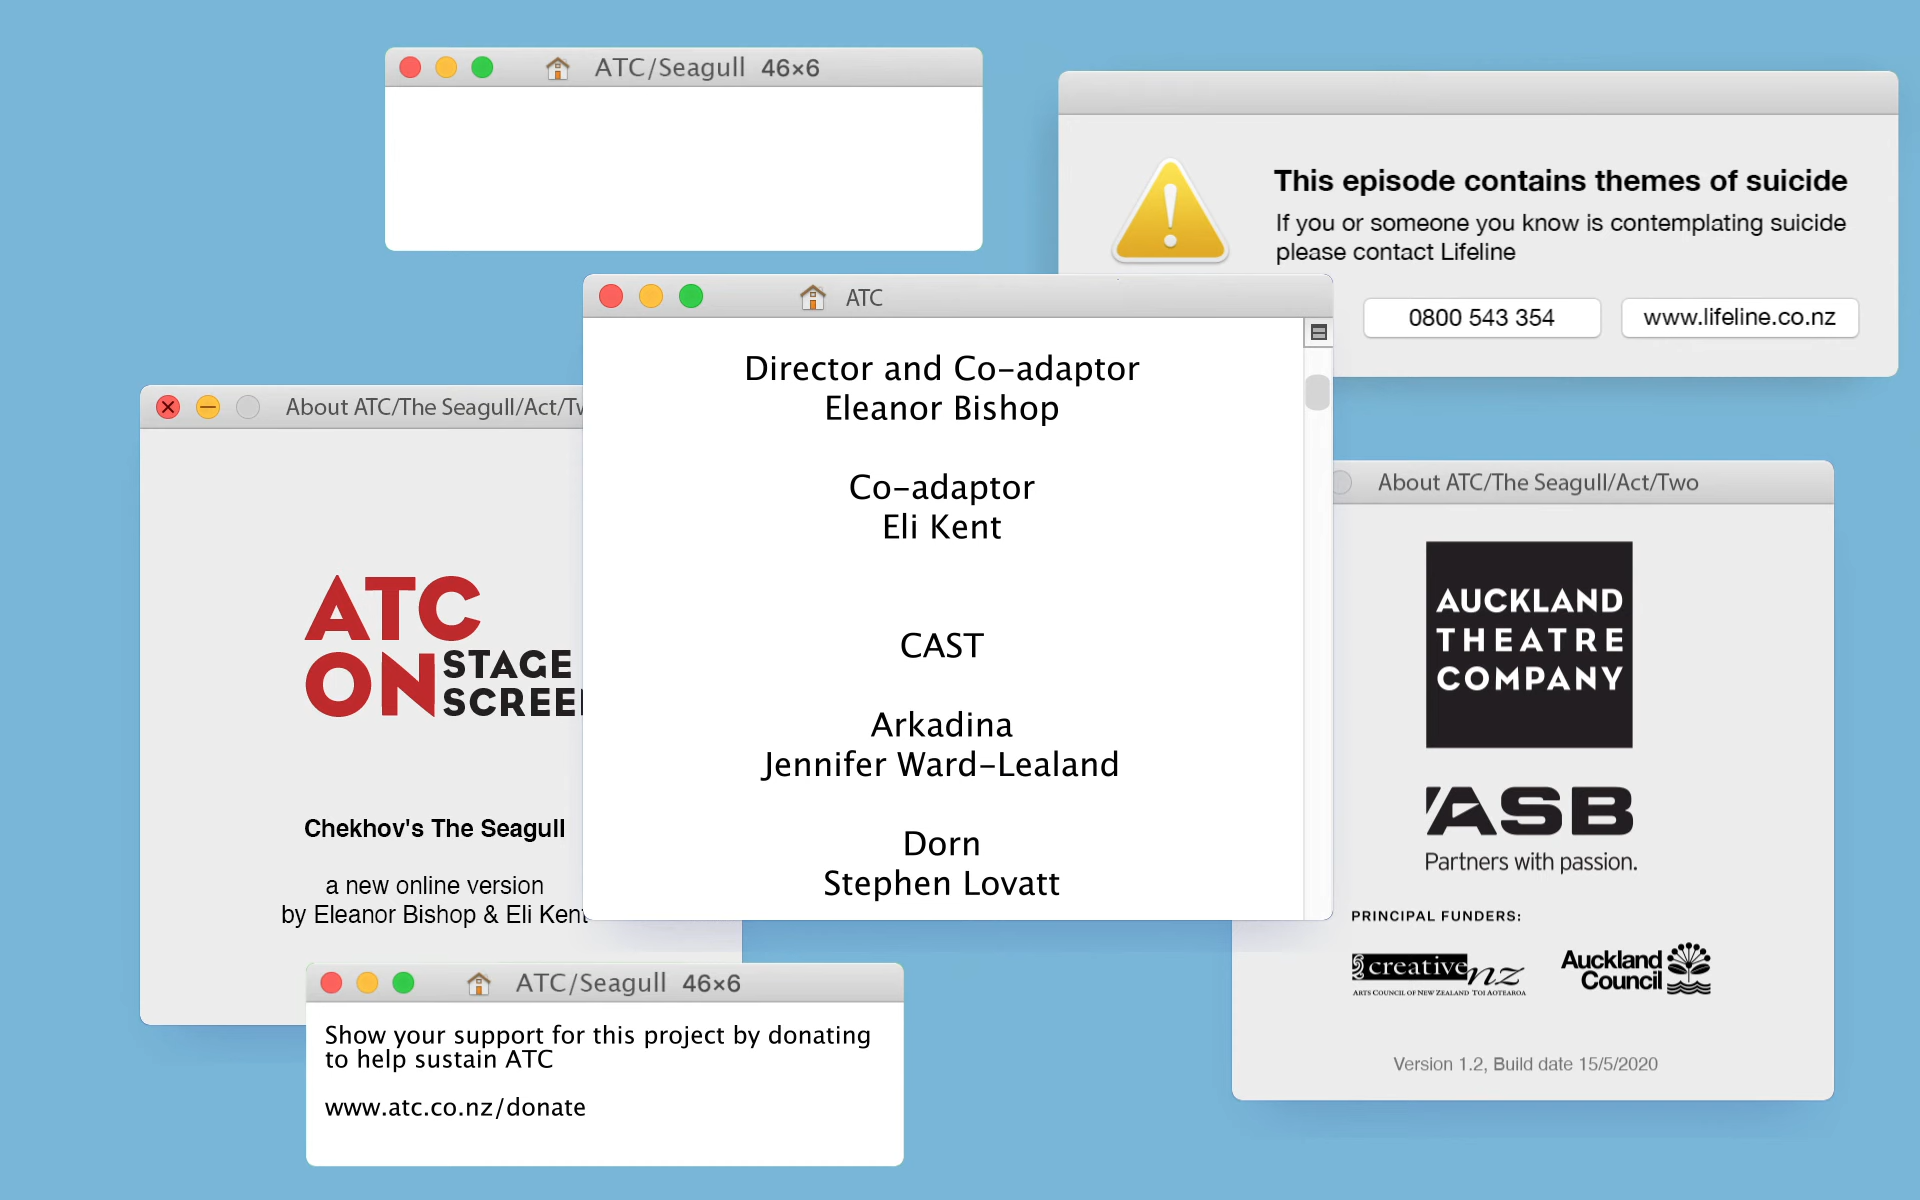 ATC/Seagull 46×6
This episode contains themes of suicide
If you or someone you know is contemplating suicide
please contact Lifeline
0800 543 354
www.lifeline.co.nz
ATC
Director and Co-adaptor
Eleanor Bishop
Co-adaptor
Eli Kent
CAST
Arkadina
Jennifer Ward-Lealand
Dorn
Stephen Lovatt
About ATC/The Seagull/Act/Tw
ATC
ON STAGE
SCREE
Chekhov's The Seagull
a new online version
by Eleanor Bishop & Eli Kent
About ATC/The Seagull/Act/Two
AUCKLAND
THEATRE
COMPANY
ASB
Partners with passion.
PRINCIPAL FUNDERS:
creative nz
ARTS COUNCIL OF NEW ZEALAND TOI AOTEAROA
Auckland
Council
Version 1.2, Build date 15/5/2020
ATC/Seagull 46×6
Show your support for this project by donating
to help sustain ATC
www.atc.co.nz/donate